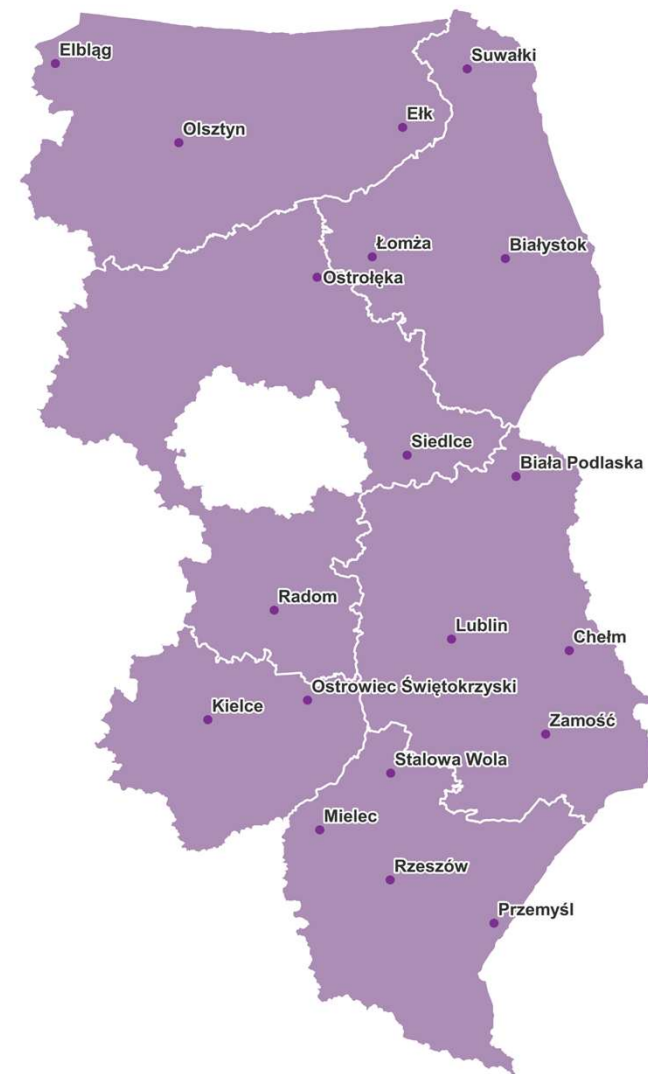 Elbląg
Suwałki
Ełk
Olsztyn
Łomża
Białystok
Ostrołęka
Siedlce
Biała Podlaska
Radom
Lublin
Chełm
Ostrowiec Świętokrzyski
Kielce
Zamość
Stalowa Wola
Mielec
Rzeszów
Przemyśl